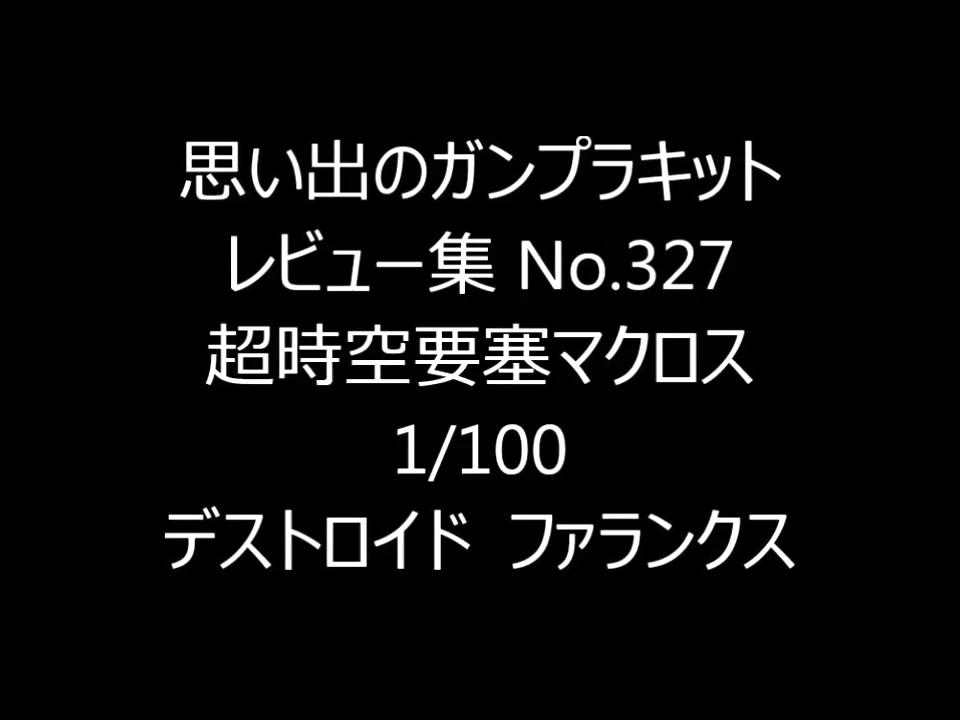 思い出のガンプラキット
レビュー集 No.327
超時空要塞マクロス
1/100
デストロイド ファランクス